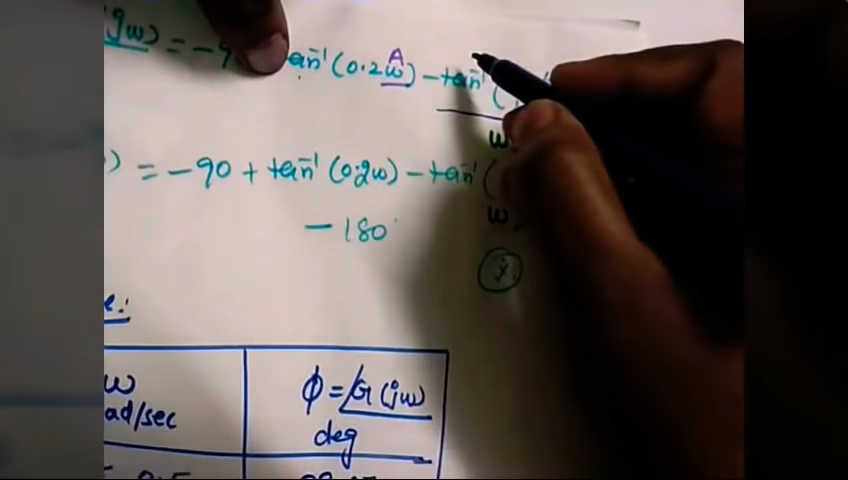 jω) = -9 tan⁻¹(0.2ω) - tan⁻¹(
A
ω
) = -90 + tan⁻¹(0.2ω) - tan⁻¹(
- 180° ω
x
e:
ω φ = ∠G(jω)
ad/sec deg